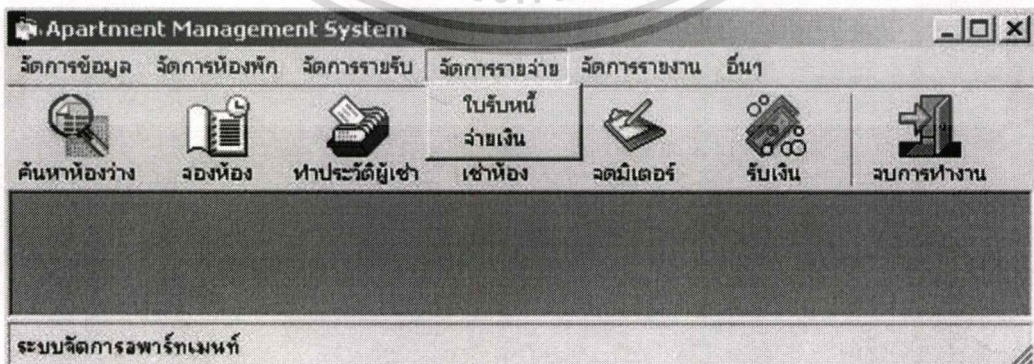 Apartment Management System
จัดการข้อมูล จัดการห้องพัก จัดการรายรับ จัดการรายจ่าย จัดการรายงาน อื่นๆ
ใบรับหนี้
จ่ายเงิน
ค้นหาห้องว่าง จองห้อง ทำประวัติผู้เช่า เช่าห้อง จดมิเตอร์ รับเงิน จบการทำงาน
ระบบจัดการอพาร์ทเมนท์